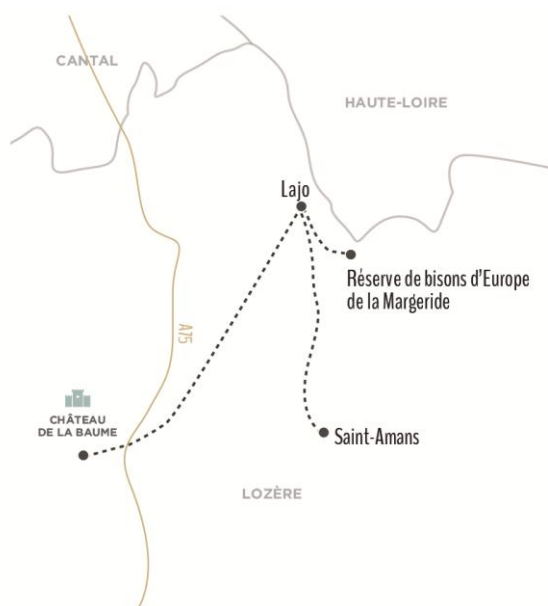 CANTAL
HAUTE-LOIRE
Lajo
Réserve de bisons d'Europe
de la Margeride
A75
CHÂTEAU
DE LA BAUME
Saint-Amans
LOZÈRE